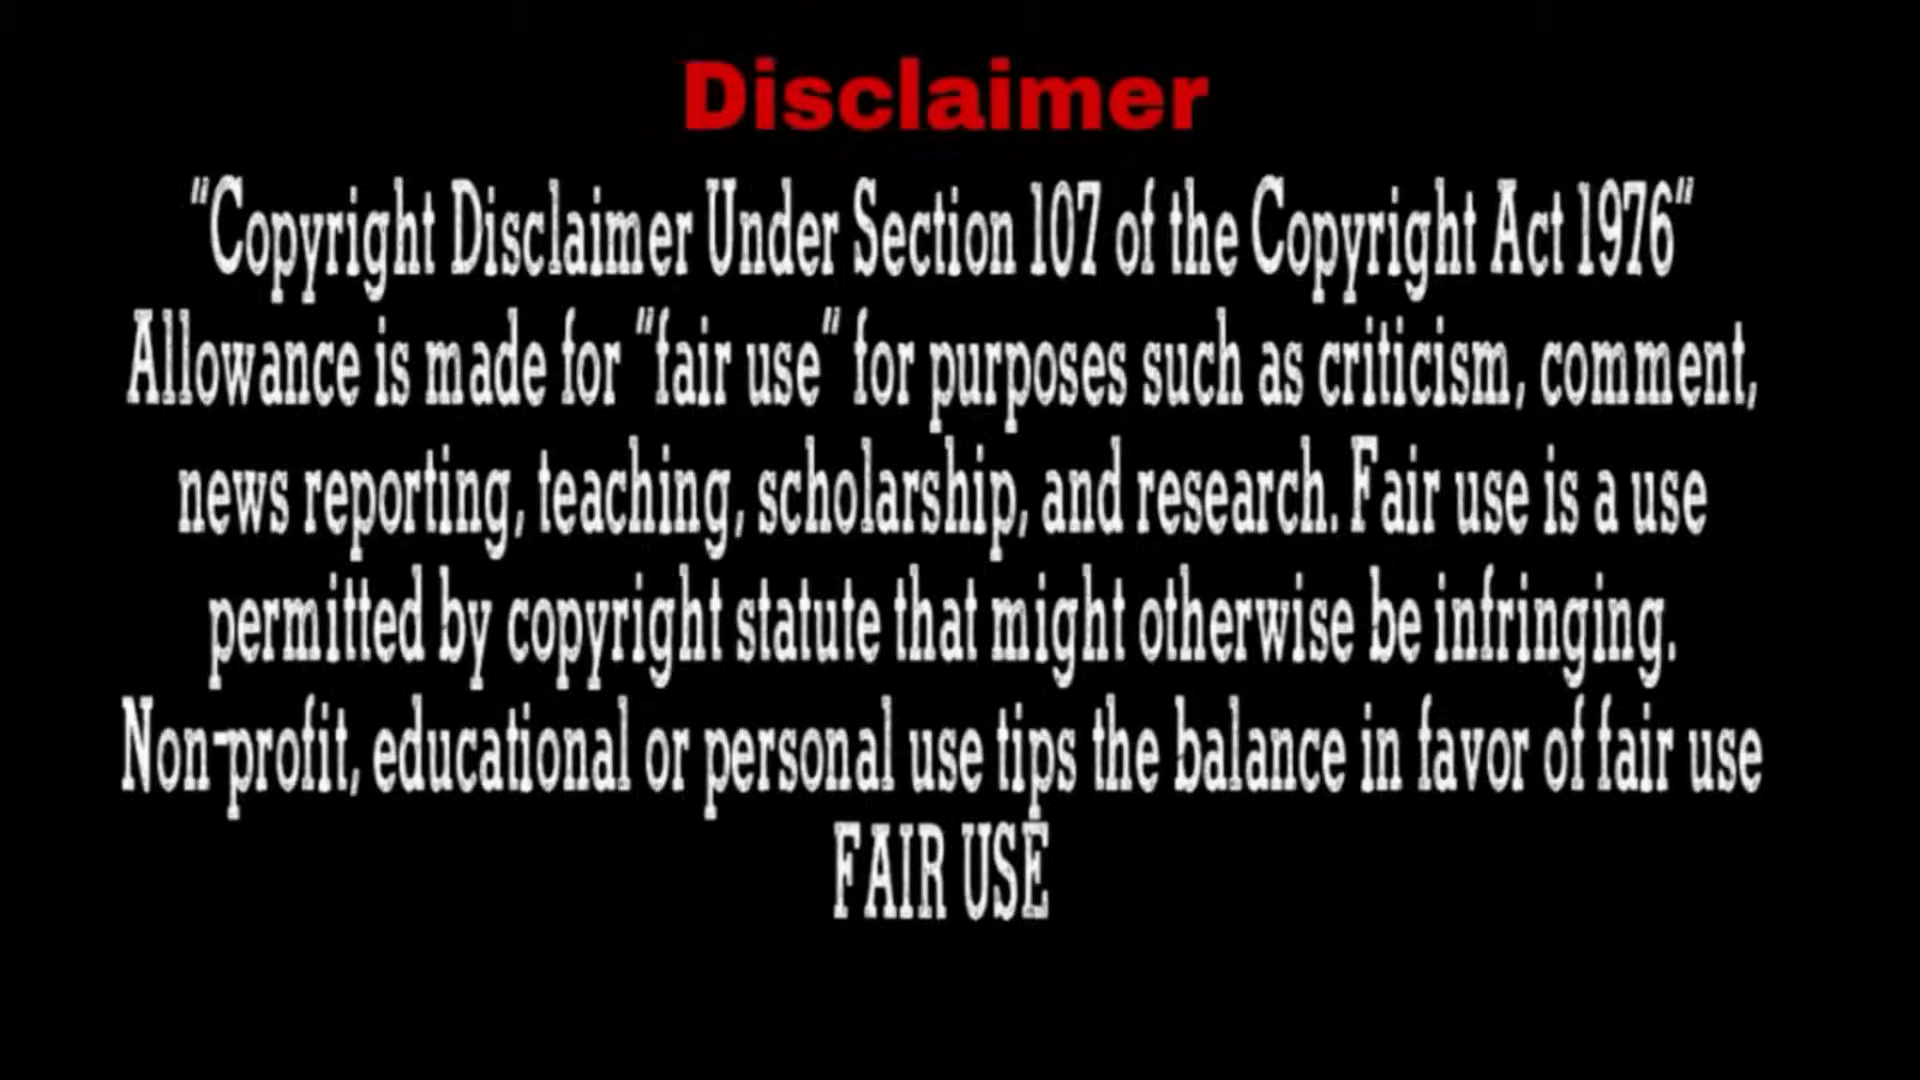 Disclaimer
"Copyright Disclaimer Under Section 107 of the Copyright Act 1976"
Allowance is made for "fair use" for purposes such as criticism, comment,
news reporting, teaching, scholarship, and research. Fair use is a use
permitted by copyright statute that might otherwise be infringing.
Non-profit, educational or personal use tips the balance in favor of fair use
FAIR USE